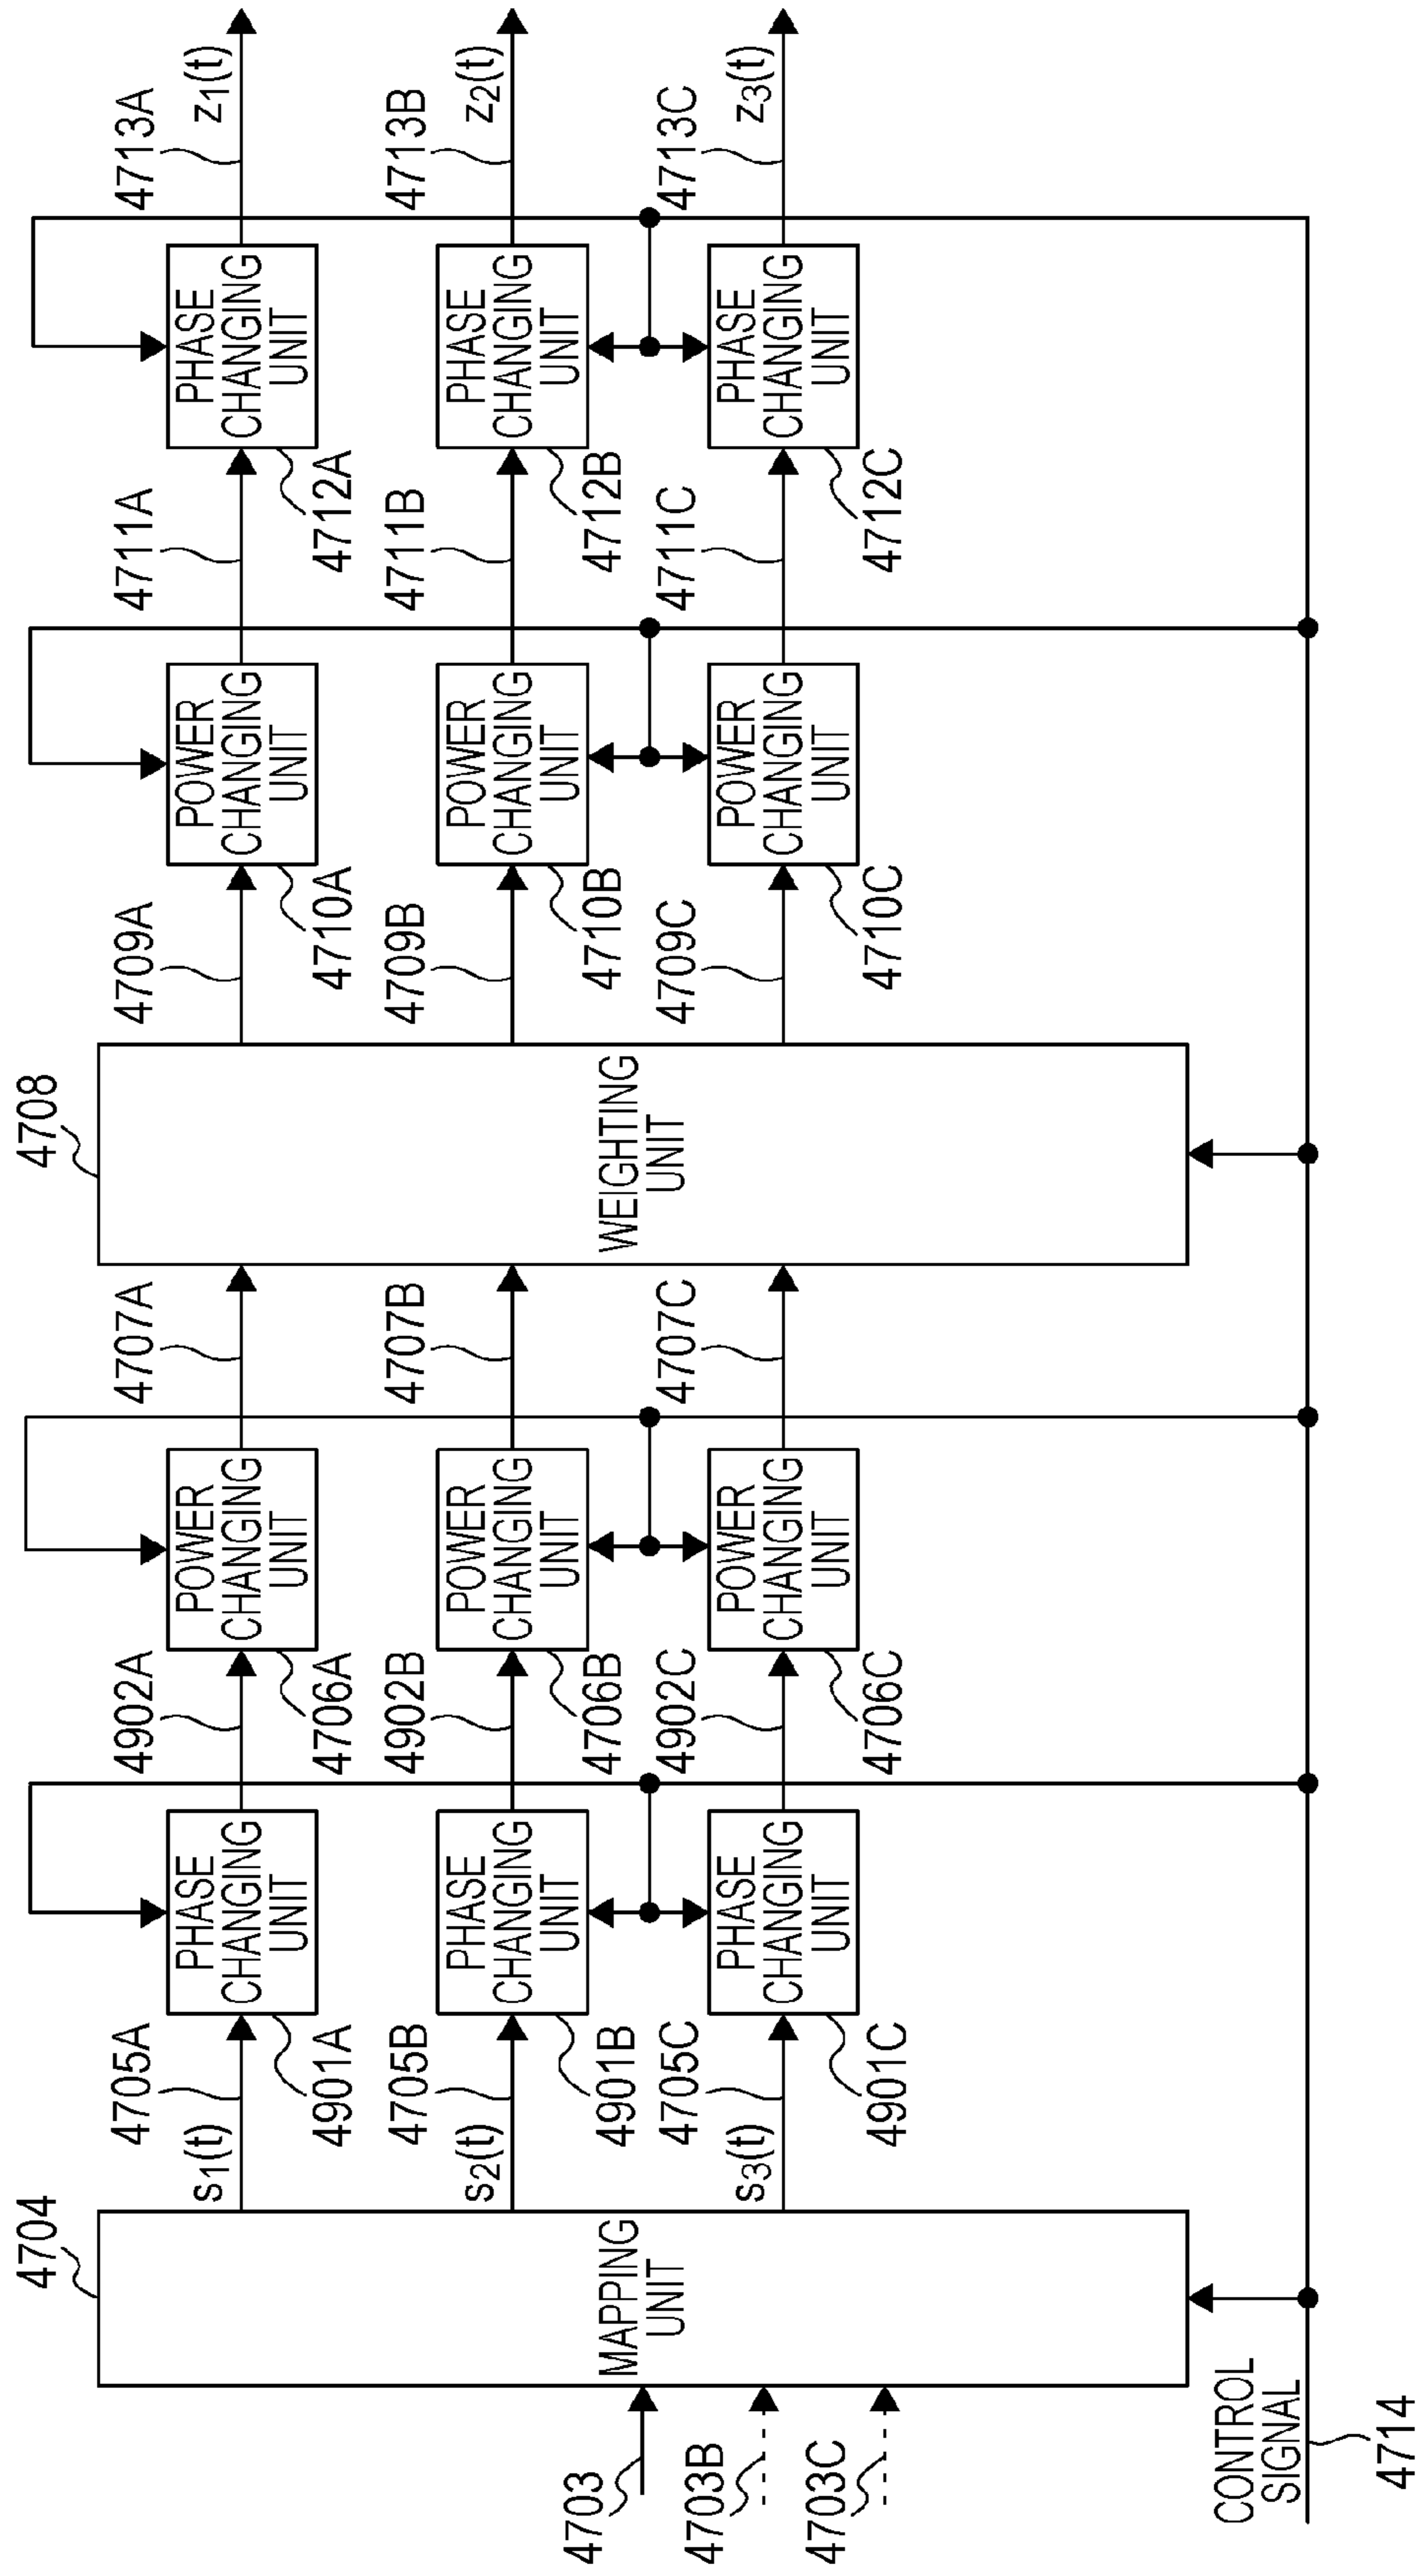 4703
4703B
4703C
CONTROL
SIGNAL
4714
4704
MAPPING
UNIT
s1(t)
4705A
s2(t)
4705B
s3(t)
4705C
4901A
PHASE
CHANGING
UNIT
4901B
PHASE
CHANGING
UNIT
4901C
PHASE
CHANGING
UNIT
4902A
4902B
4902C
4706A
POWER
CHANGING
UNIT
4706B
POWER
CHANGING
UNIT
4706C
POWER
CHANGING
UNIT
4707A
4707B
4707C
4708
WEIGHTING
UNIT
4709A
4709B
4709C
4710A
POWER
CHANGING
UNIT
4710B
POWER
CHANGING
UNIT
4710C
POWER
CHANGING
UNIT
4711A
4711B
4711C
4712A
PHASE
CHANGING
UNIT
4712B
PHASE
CHANGING
UNIT
4712C
PHASE
CHANGING
UNIT
4713A
z1(t)
4713B
z2(t)
4713C
z3(t)